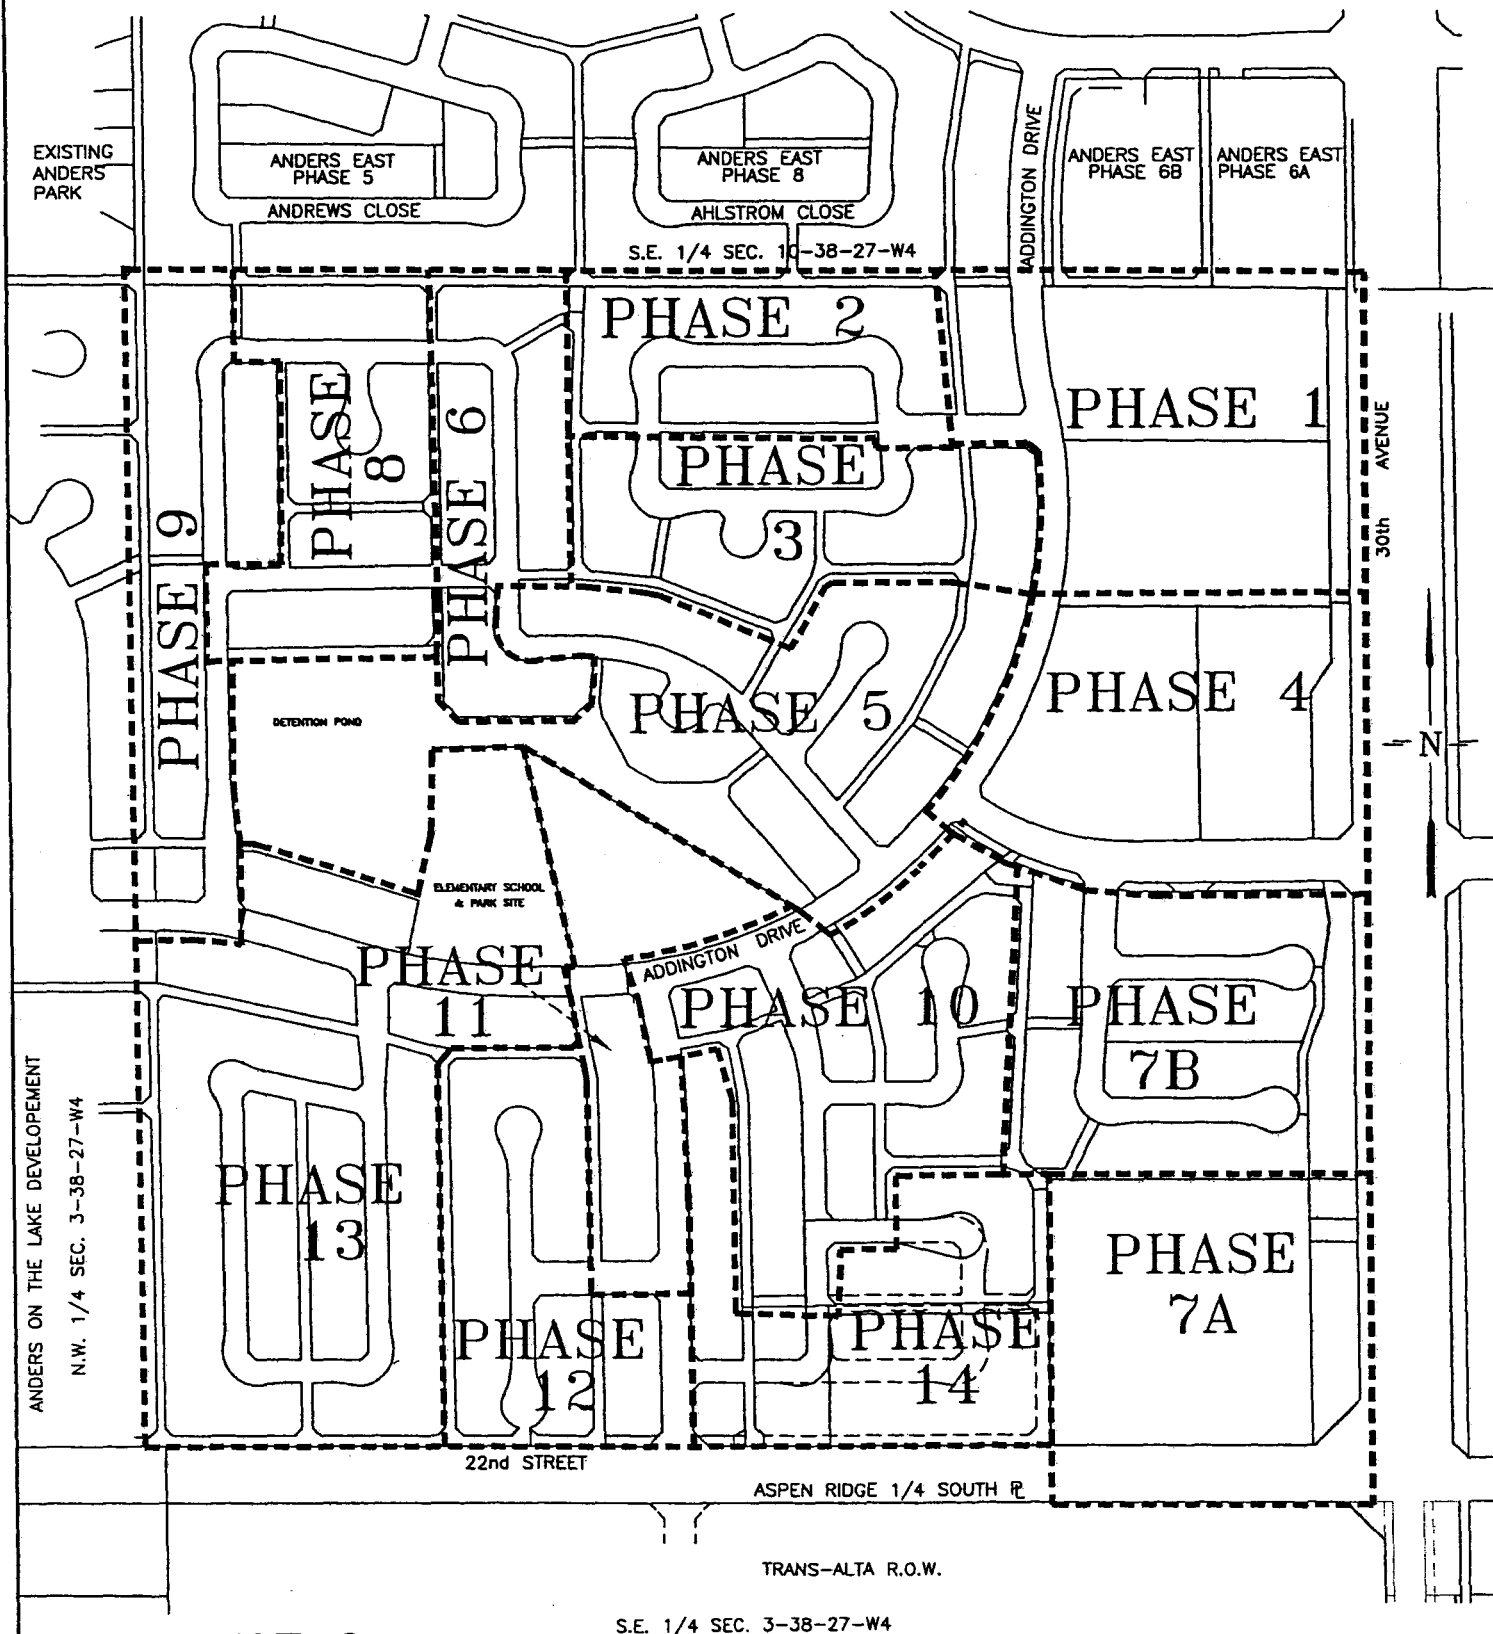 EXISTING
ANDERS
PARK
ANDERS EAST
PHASE 5
ANDREWS CLOSE
ANDERS EAST
PHASE 8
AHLSTROM CLOSE
ADDINGTON DRIVE
ANDERS EAST
PHASE 6B
ANDERS EAST
PHASE 6A
S.E. 1/4 SEC. 10-38-27-W4
PHASE 2
PHASE 1
30th AVENUE
PHASE
8
PHASE 6
PHASE
3
PHASE 9
PHASE 4
PHASE 5
DETENTION POND
N
ELEMENTARY SCHOOL
& PARK SITE
ADDINGTON DRIVE
PHASE
11
PHASE 10
PHASE
7B
ANDERS ON THE LAKE DEVELOPEMENT
N.W. 1/4 SEC. 3-38-27-W4
PHASE
13
PHASE
7A
PHASE
12
PHASE
14
22nd STREET
ASPEN RIDGE 1/4 SOUTH PL
TRANS-ALTA R.O.W.
S.E. 1/4 SEC. 3-38-27-W4